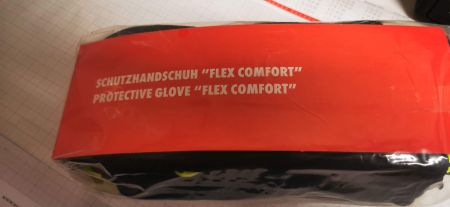 SCHUTZHANDSCHUH "FLEX COMFORT"
PROTECTIVE GLOVE "FLEX COMFORT"